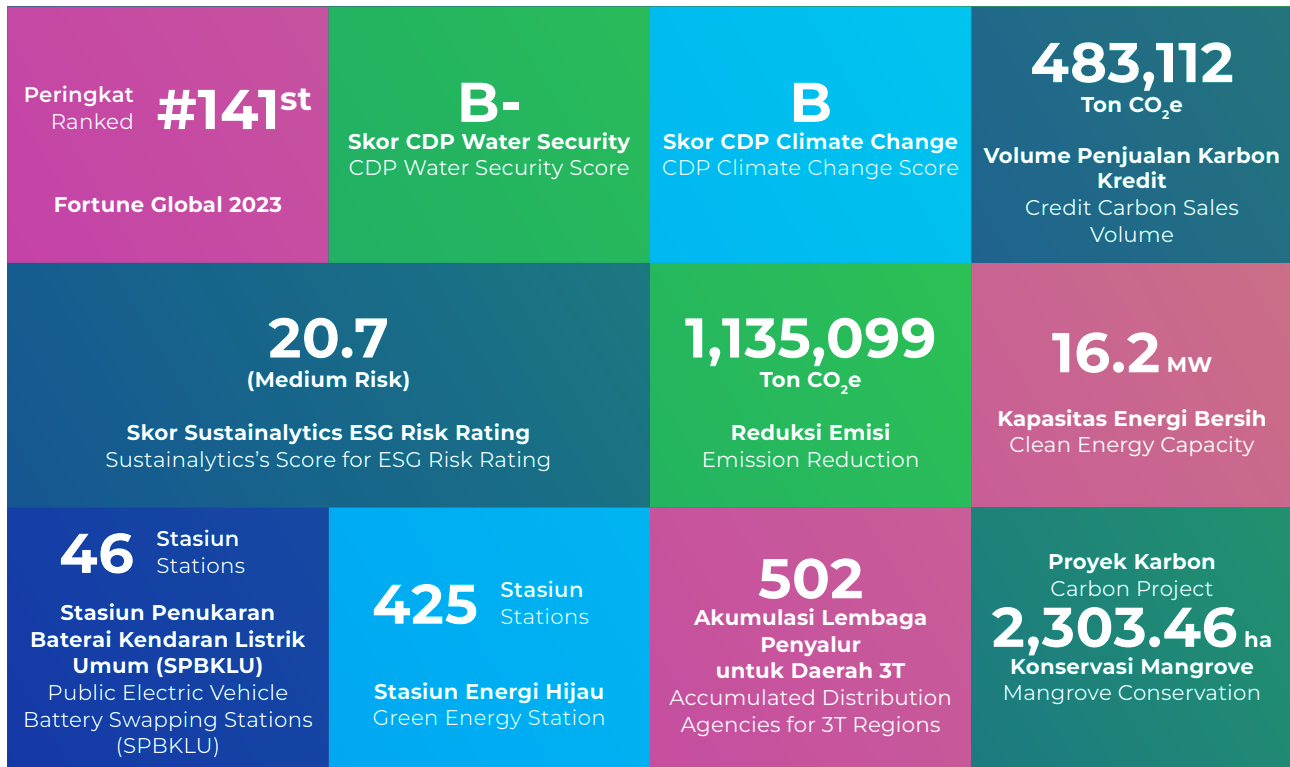 Peringkat
Ranked
#141st
Fortune Global 2023
B-
Skor CDP Water Security
CDP Water Security Score
B
Skor CDP Climate Change
CDP Climate Change Score
483,112
Ton CO2e
Volume Penjualan Karbon
Kredit
Credit Carbon Sales
Volume
20.7
(Medium Risk)
Skor Sustainalytics ESG Risk Rating
Sustainalytics's Score for ESG Risk Rating
1,135,099
Ton CO2e
Reduksi Emisi
Emission Reduction
16.2 MW
Kapasitas Energi Bersih
Clean Energy Capacity
46
Stasiun
Stations
Stasiun Penukaran
Baterai Kendaran Listrik
Umum (SPBKLU)
Public Electric Vehicle
Battery Swapping Stations
(SPBKLU)
425
Stasiun
Stations
Stasiun Energi Hijau
Green Energy Station
502
Akumulasi Lembaga
Penyalur
untuk Daerah 3T
Accumulated Distribution
Agencies for 3T Regions
Proyek Karbon
Carbon Project
2,303.46 ha
Konservasi Mangrove
Mangrove Conservation